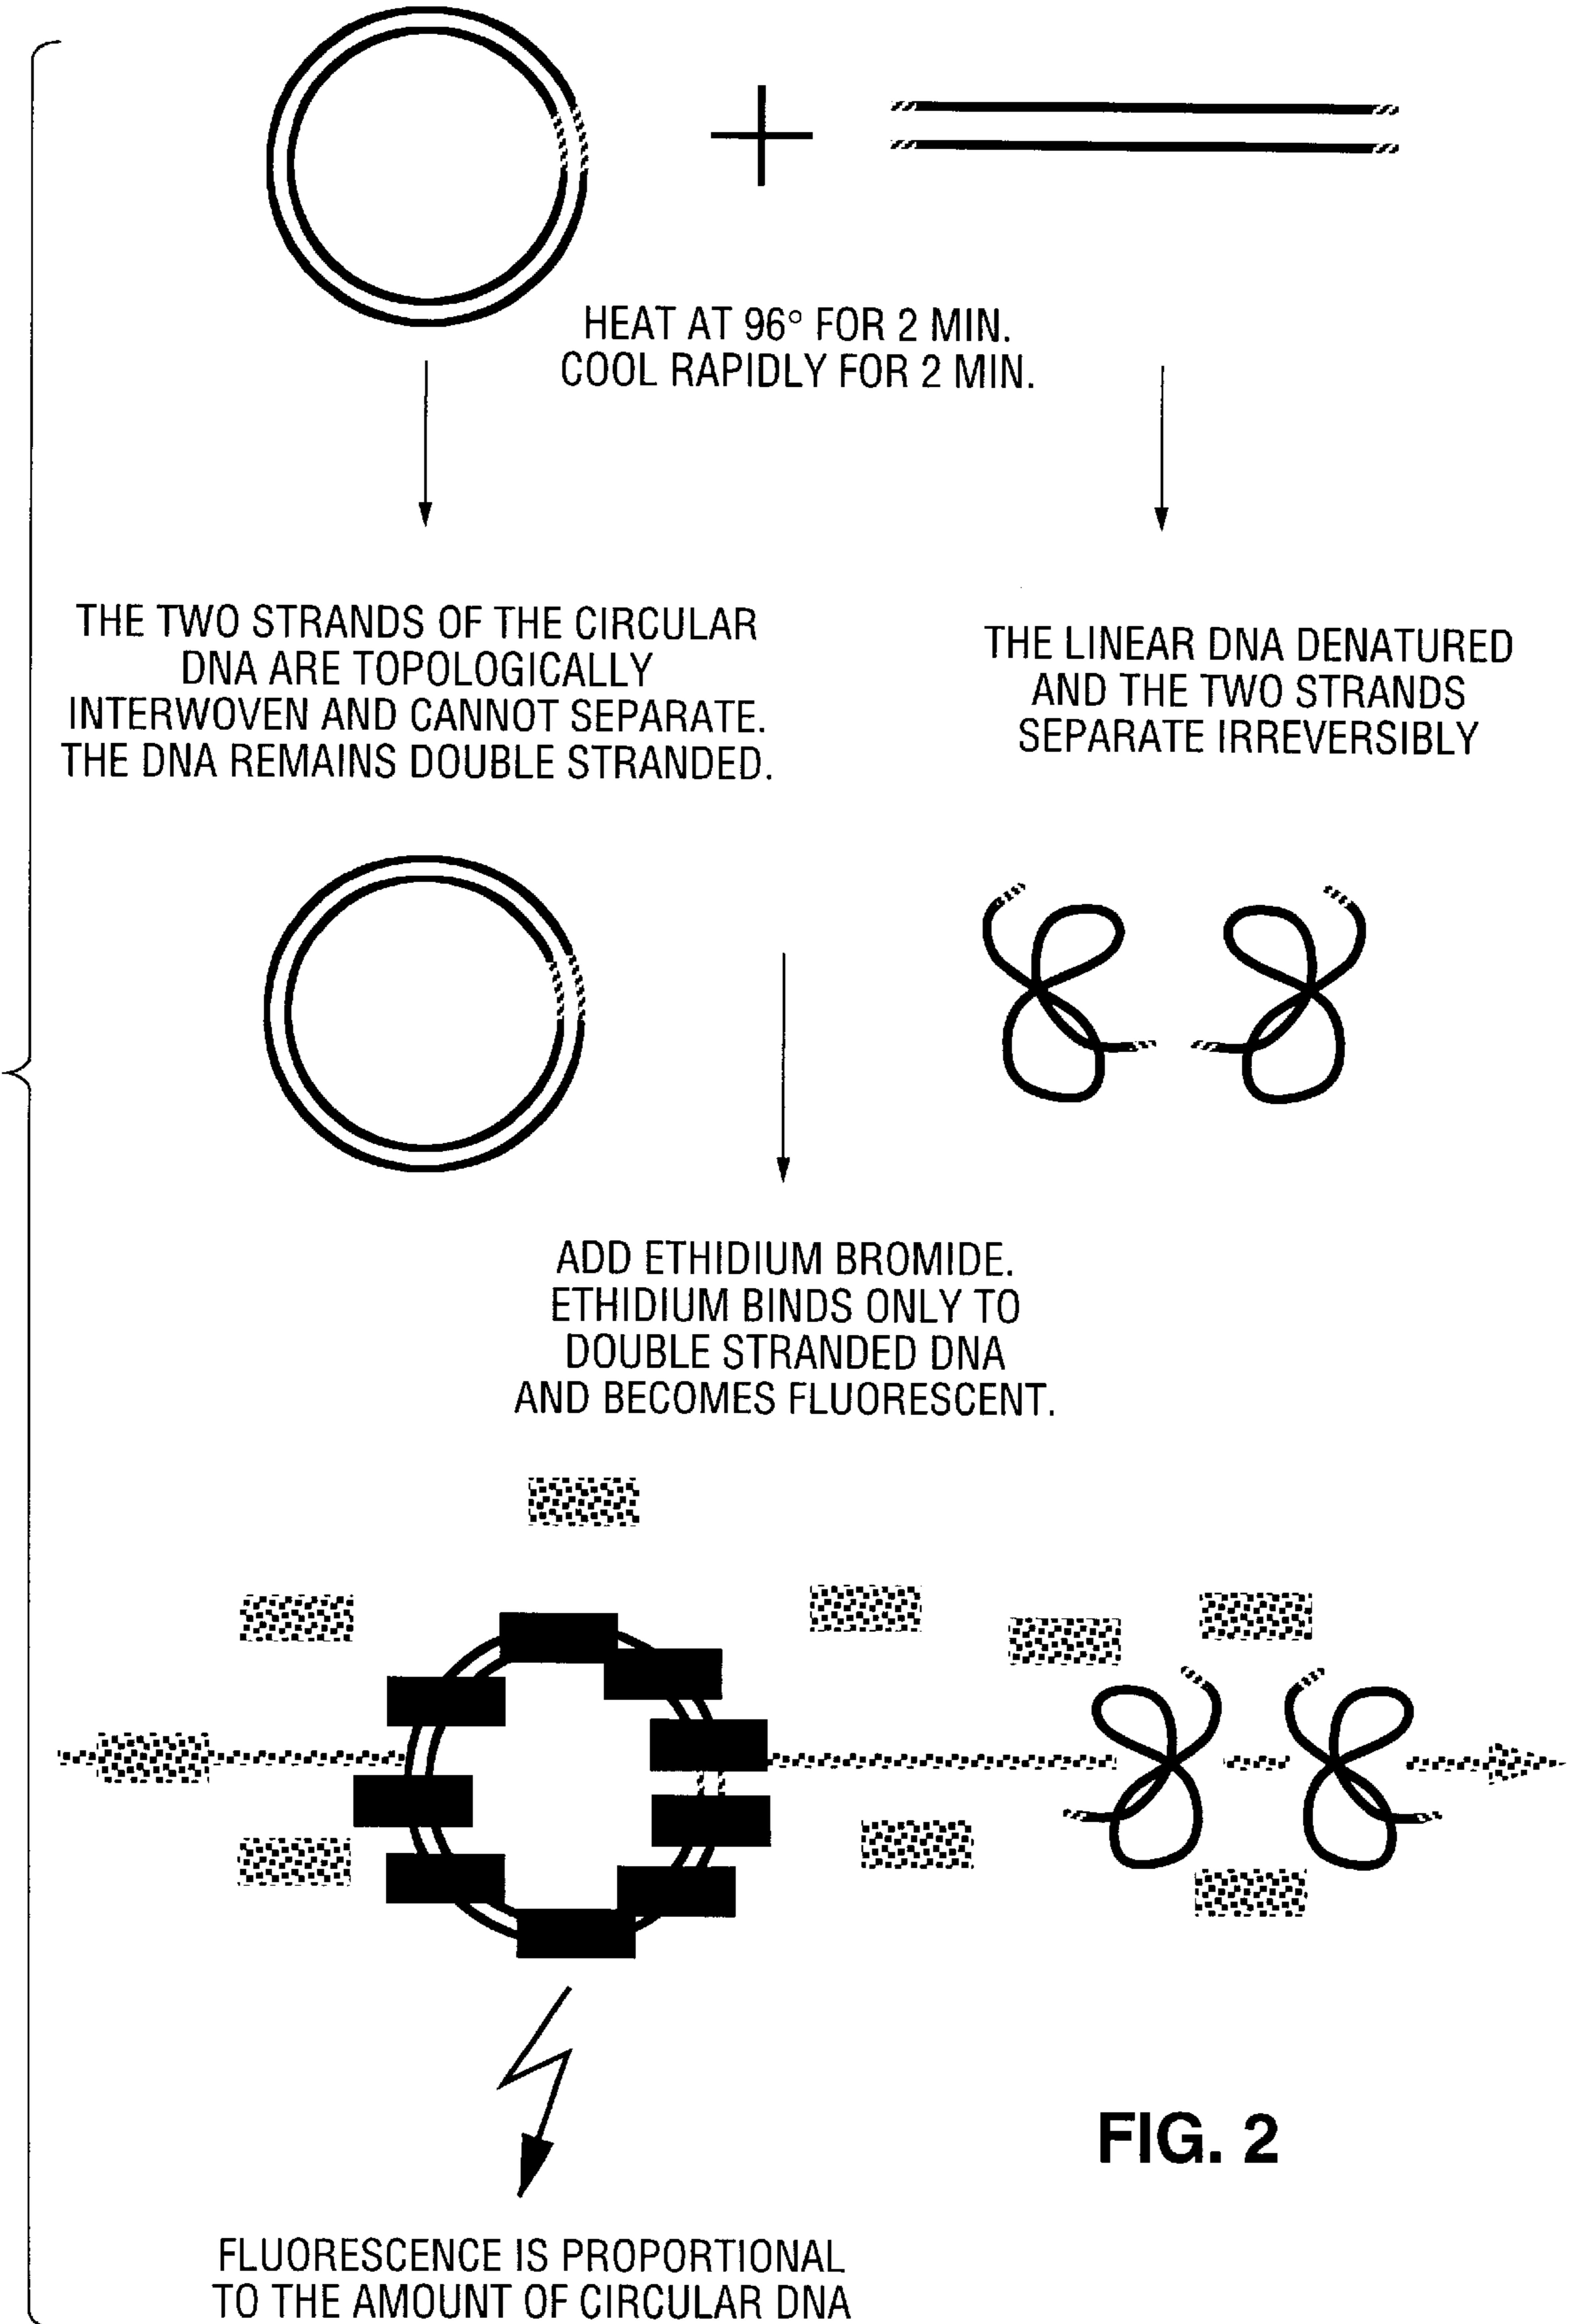 HEAT AT 96° FOR 2 MIN.
COOL RAPIDLY FOR 2 MIN.
THE TWO STRANDS OF THE CIRCULAR
DNA ARE TOPOLOGICALLY
INTERWOVEN AND CANNOT SEPARATE.
THE DNA REMAINS DOUBLE STRANDED.
THE LINEAR DNA DENATURED
AND THE TWO STRANDS
SEPARATE IRREVERSIBLY
ADD ETHIDIUM BROMIDE.
ETHIDIUM BINDS ONLY TO
DOUBLE STRANDED DNA
AND BECOMES FLUORESCENT.
FIG. 2
FLUORESCENCE IS PROPORTIONAL
TO THE AMOUNT OF CIRCULAR DNA